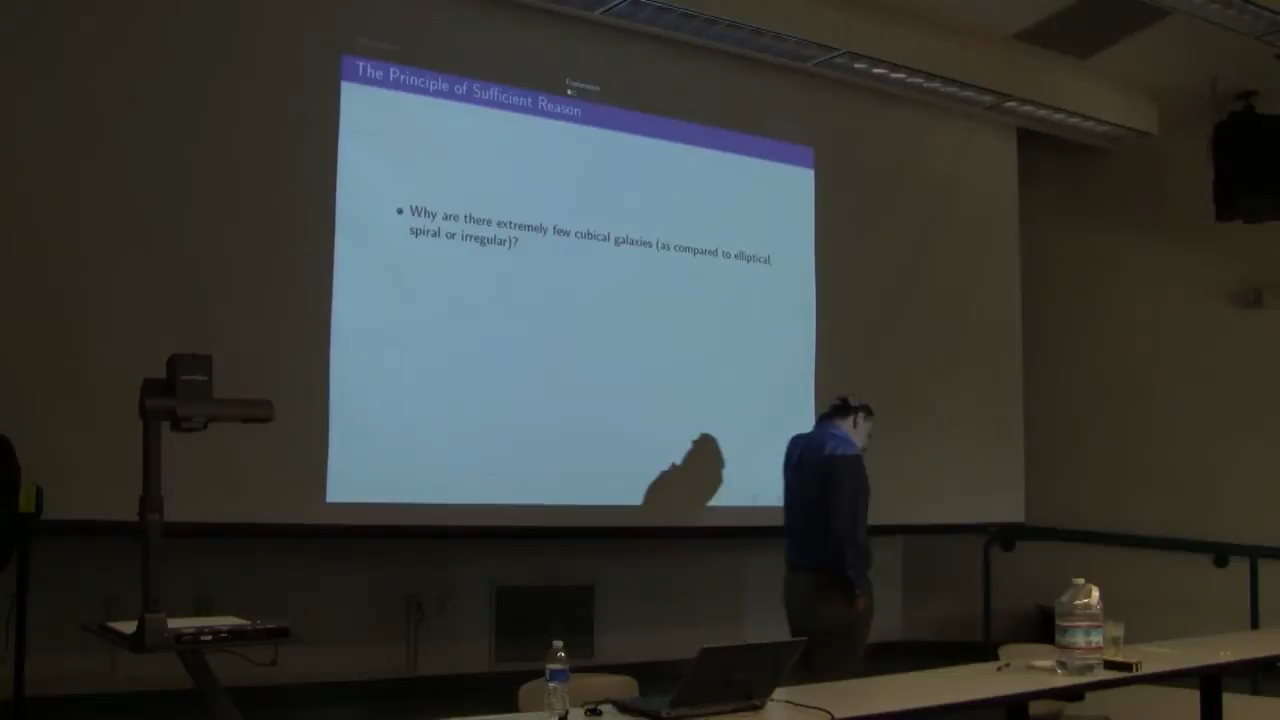 Explanation
The Principle of Sufficient Reason
Why are there extremely few cubical galaxies (as compared to elliptical,
spiral or irregular)?